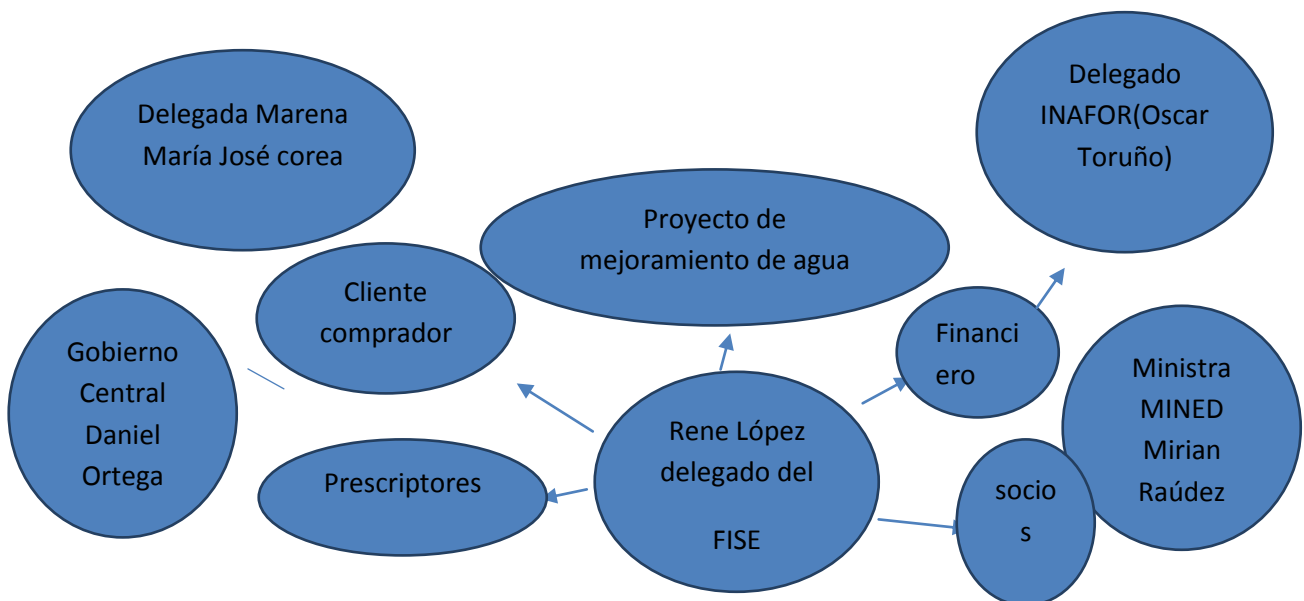 Delegada Marena
María José corea
Delegado
INAFOR(Oscar
Toruño)
Proyecto de
mejoramiento de agua
Cliente
comprador
Gobierno
Central
Daniel
Ortega
Financi
ero
Ministra
MINED
Mirian
Raúdez
Prescriptores
Rene López
delegado del
FISE
socio
s